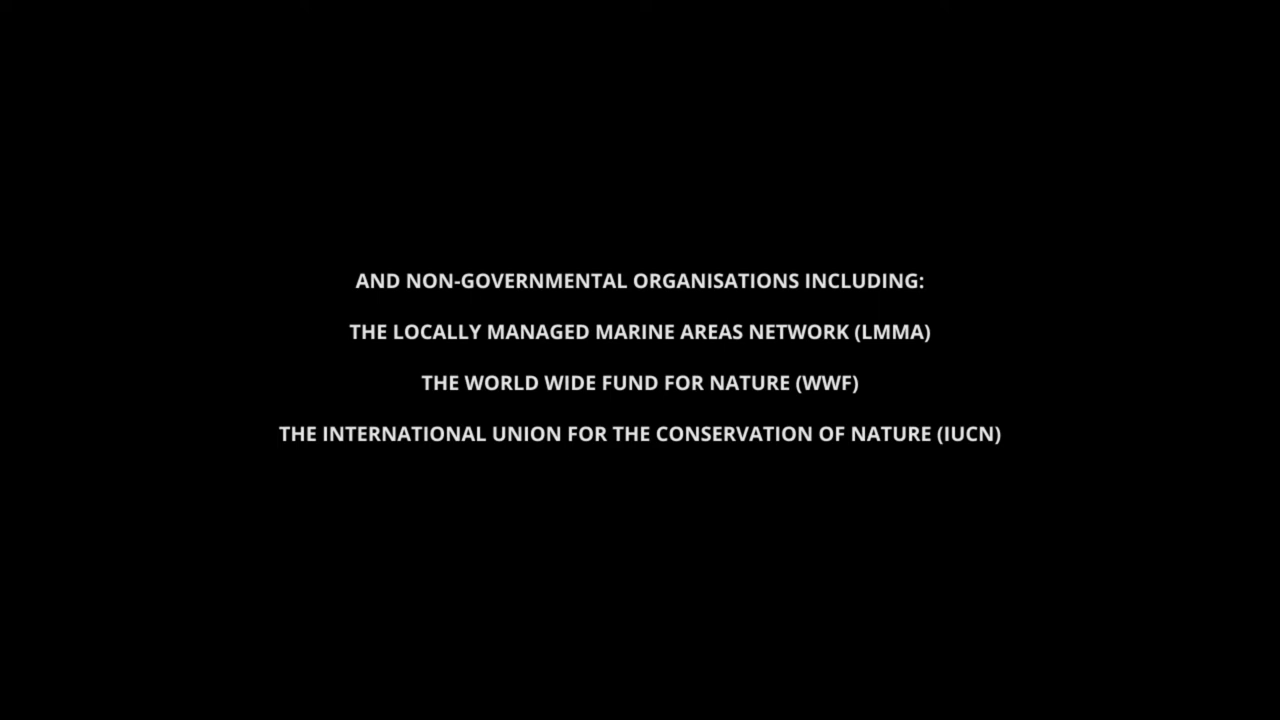 AND NON-GOVERNMENTAL ORGANISATIONS INCLUDING:
THE LOCALLY MANAGED MARINE AREAS NETWORK (LMMA)
THE WORLD WIDE FUND FOR NATURE (WWF)
THE INTERNATIONAL UNION FOR THE CONSERVATION OF NATURE (IUCN)